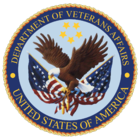 DEPARTMENT OF VETERANS AFFAIRS
UNITED STATES OF AMERICA